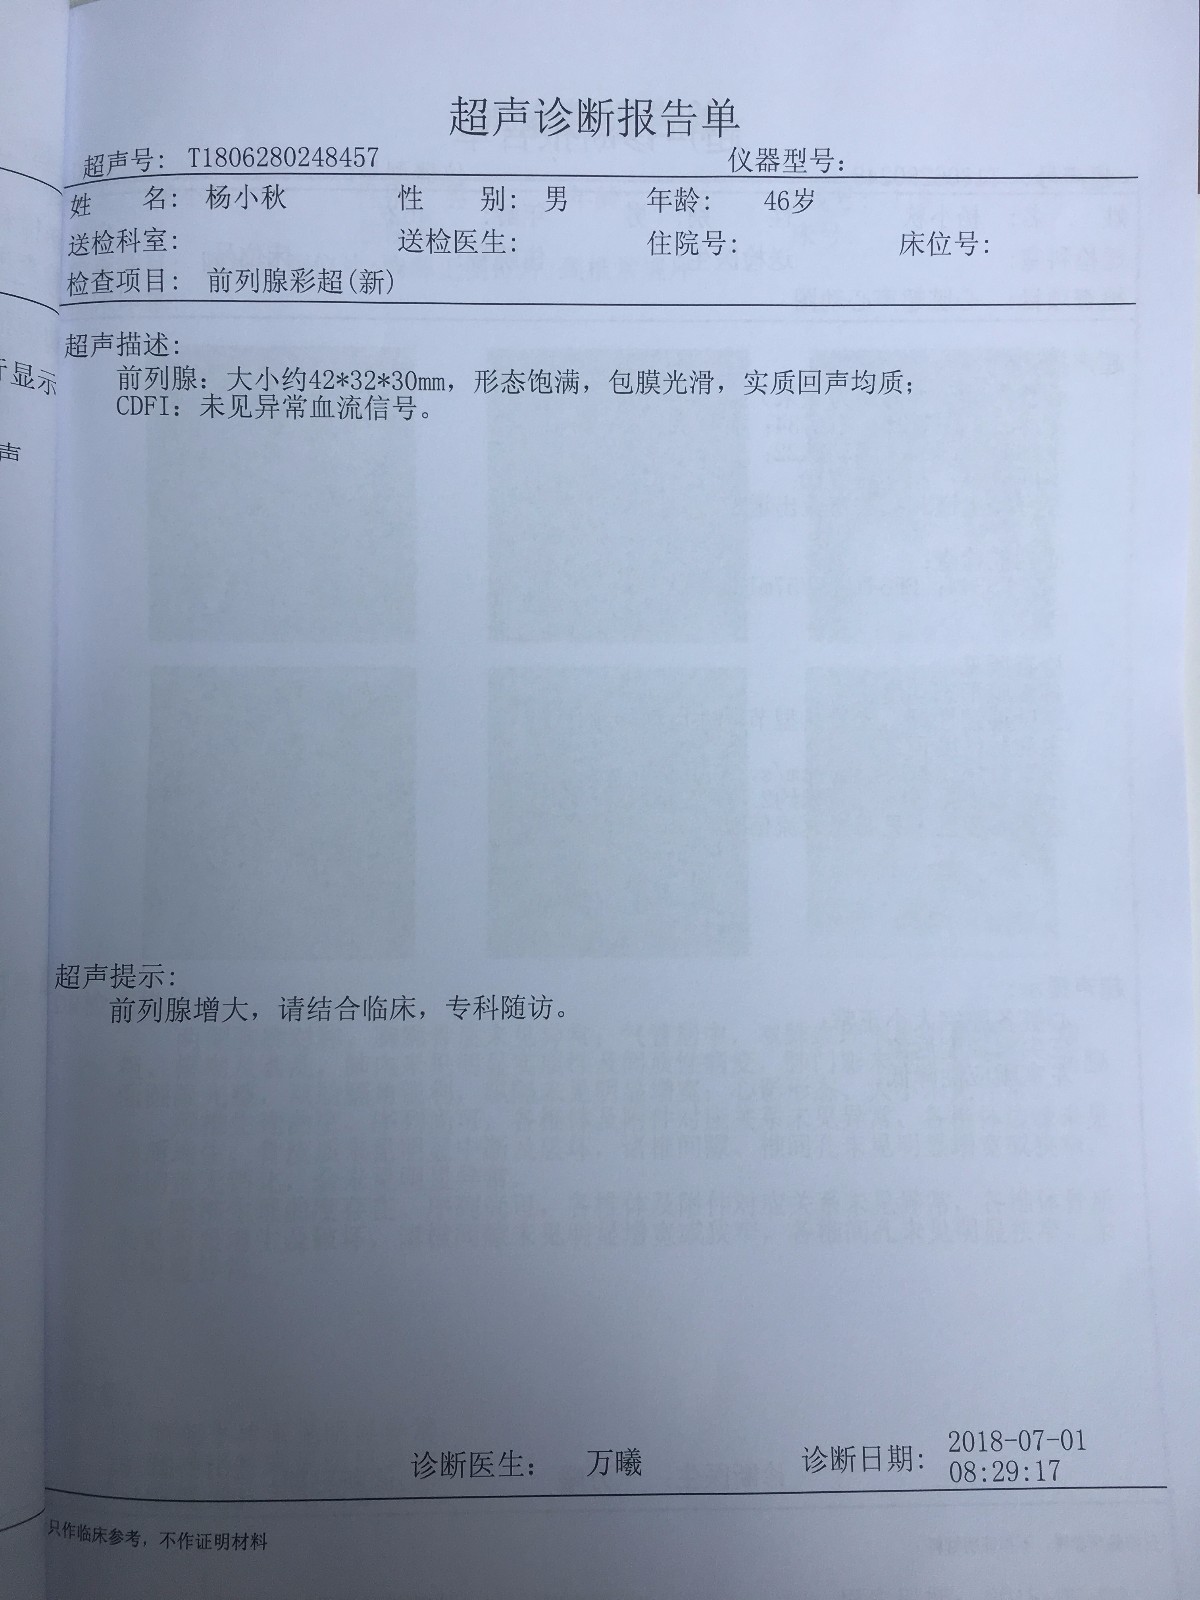 超声诊断报告单
超声号: T1806280248457 仪器型号:
姓 名: 杨小秋 性 别: 男 年龄: 46岁
送检科室: 送检医生: 住院号: 床位号:
检查项目: 前列腺彩超(新)
超声描述:
前列腺: 大小约42*32*30mm, 形态饱满, 包膜光滑, 实质回声均质;
CDFI: 未见异常血流信号。
显示
声
超声提示:
前列腺增大, 请结合临床, 专科随访。
诊断医生: 万曦 诊断日期: 2018-07-01
08:29:17
只作临床参考, 不作证明材料